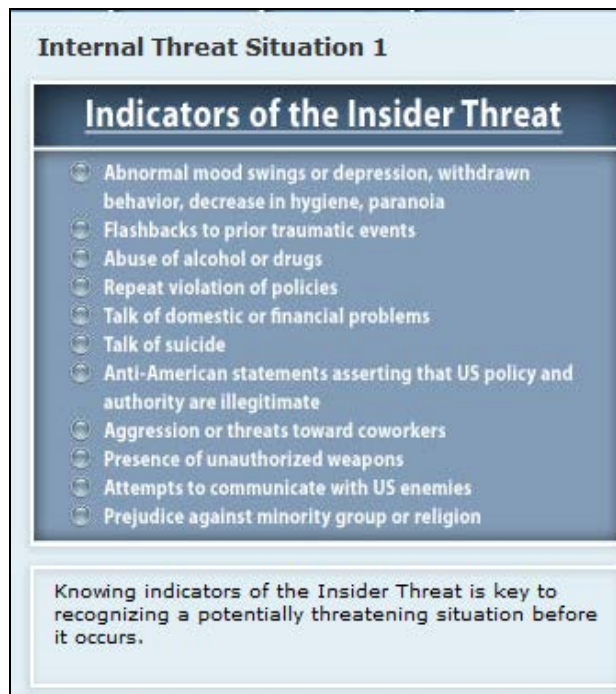 Internal Threat Situation 1
Indicators of the Insider Threat
Abnormal mood swings or depression, withdrawn
behavior, decrease in hygiene, paranoia
Flashbacks to prior traumatic events
Abuse of alcohol or drugs
Repeat violation of policies
Talk of domestic or financial problems
Talk of suicide
Anti-American statements asserting that US policy and
authority are illegitimate
Aggression or threats toward coworkers
Presence of unauthorized weapons
Attempts to communicate with US enemies
Prejudice against minority group or religion
Knowing indicators of the Insider Threat is key to
recognizing a potentially threatening situation before
it occurs.